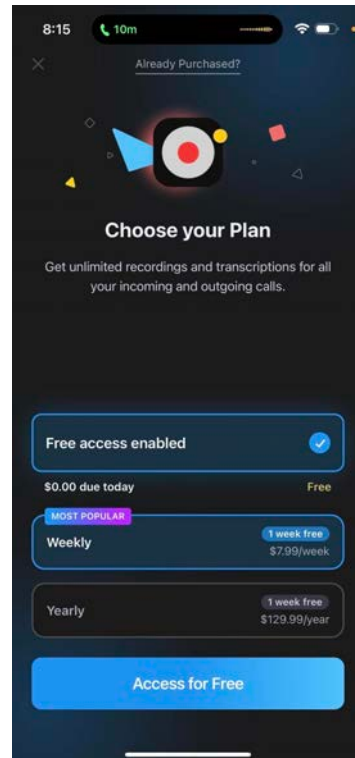 8:15
10m
Already Purchased?
Choose your Plan
Get unlimited recordings and transcriptions for all
your incoming and outgoing calls.
Free access enabled
$0.00 due today
Free
MOST POPULAR
Weekly
1 week free
$7.99/week
Yearly
1 week free
$129.99/year
Access for Free